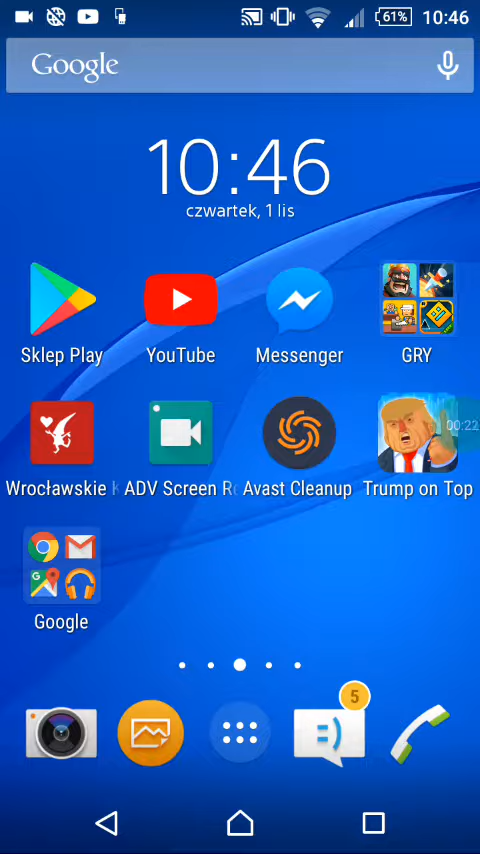 61% 10:46
Google
10:46
czwartek, 1 lis
Sklep Play YouTube Messenger GRY
00:22
Wrocławskie ADV Screen Avast Cleanup Trump on Top
Google
5